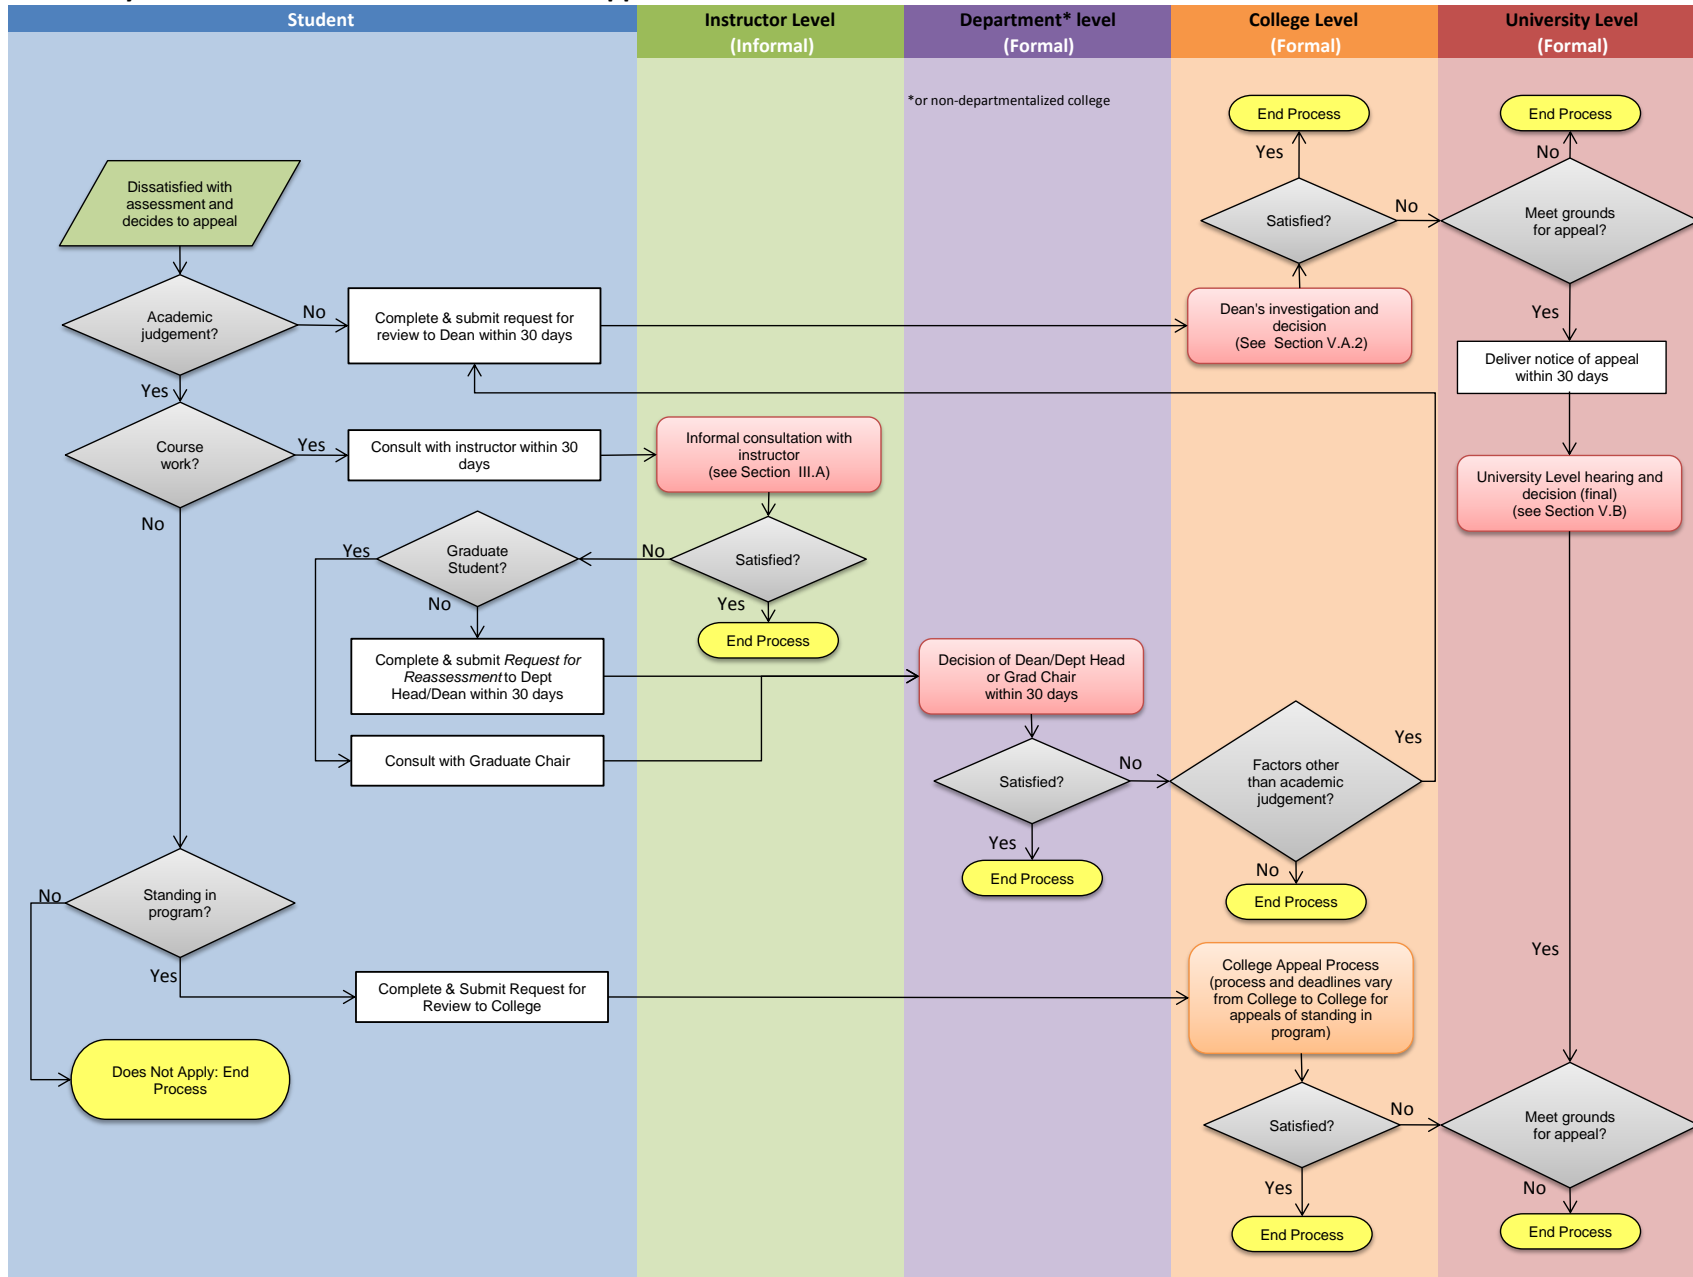 Student
Instructor Level
(Informal)
Department* level
(Formal)
College Level
(Formal)
University Level
(Formal)
*or non-departmentalized college
End Process
Yes
End Process
No
Dissatisfied with
assessment and
decides to appeal
Satisfied?
No
Meet grounds
for appeal?
Academic
judgement?
No
Complete & submit request for
review to Dean within 30 days
Dean's investigation and
decision
(See Section V.A.2)
Yes
Deliver notice of appeal
within 30 days
Yes
Course
work?
Yes
Consult with instructor within 30
days
Informal consultation with
instructor
(see Section III.A)
University Level hearing and
decision (final)
(see Section V.B)
No
Yes
Graduate
Student?
No
Satisfied?
No
Yes
End Process
Complete & submit Request for
Reassessment to Dept
Head/Dean within 30 days
Decision of Dean/Dept Head
or Grad Chair
within 30 days
Consult with Graduate Chair
Satisfied?
No
Factors other
than academic
judgement?
Yes
Yes
End Process
No
End Process
No
Standing in
program?
Yes
Yes
Complete & Submit Request for
Review to College
College Appeal Process
(process and deadlines vary
from College to College for
appeals of standing in
program)
Does Not Apply: End
Process
Satisfied?
No
Meet grounds
for appeal?
Yes
End Process
No
End Process